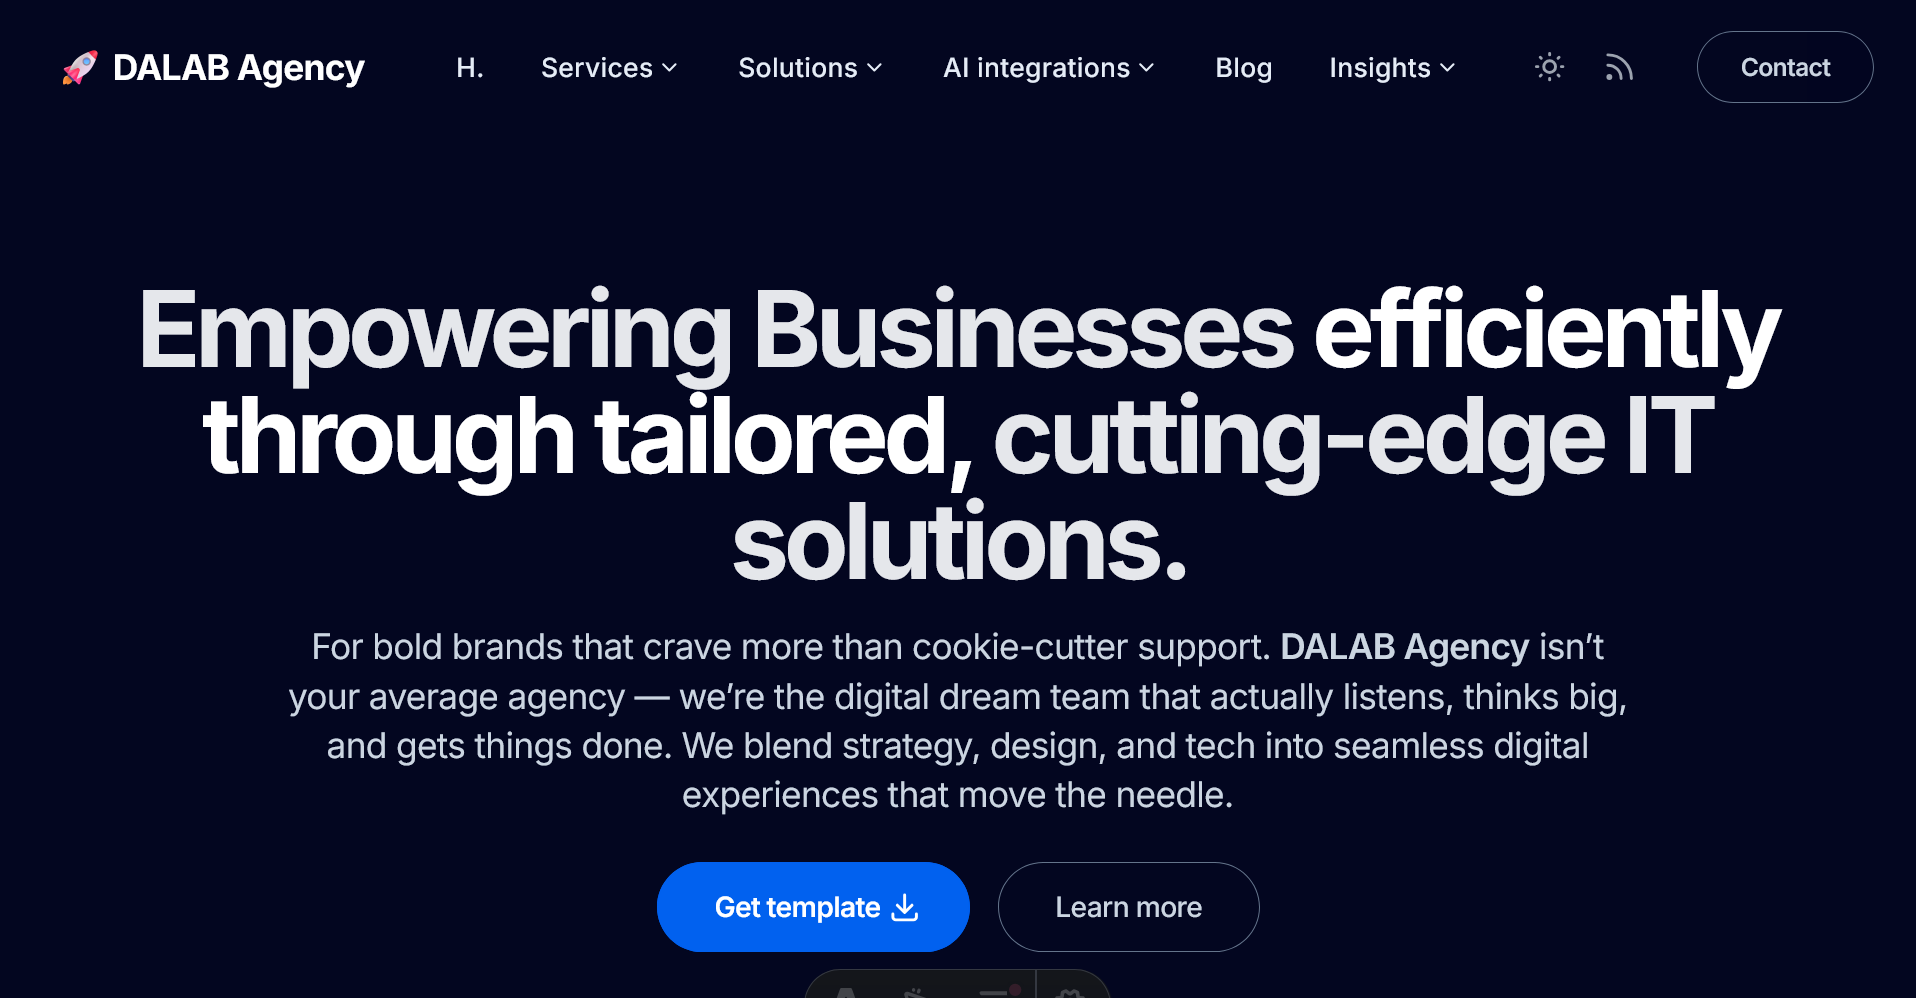 DALAB Agency
H.
Services
Solutions
AI integrations
Blog
Insights
Contact
Empowering Businesses efficiently
through tailored, cutting-edge IT
solutions.
For bold brands that crave more than cookie-cutter support. DALAB Agency isn’t
your average agency — we’re the digital dream team that actually listens, thinks big,
and gets things done. We blend strategy, design, and tech into seamless digital
experiences that move the needle.
Get template
Learn more